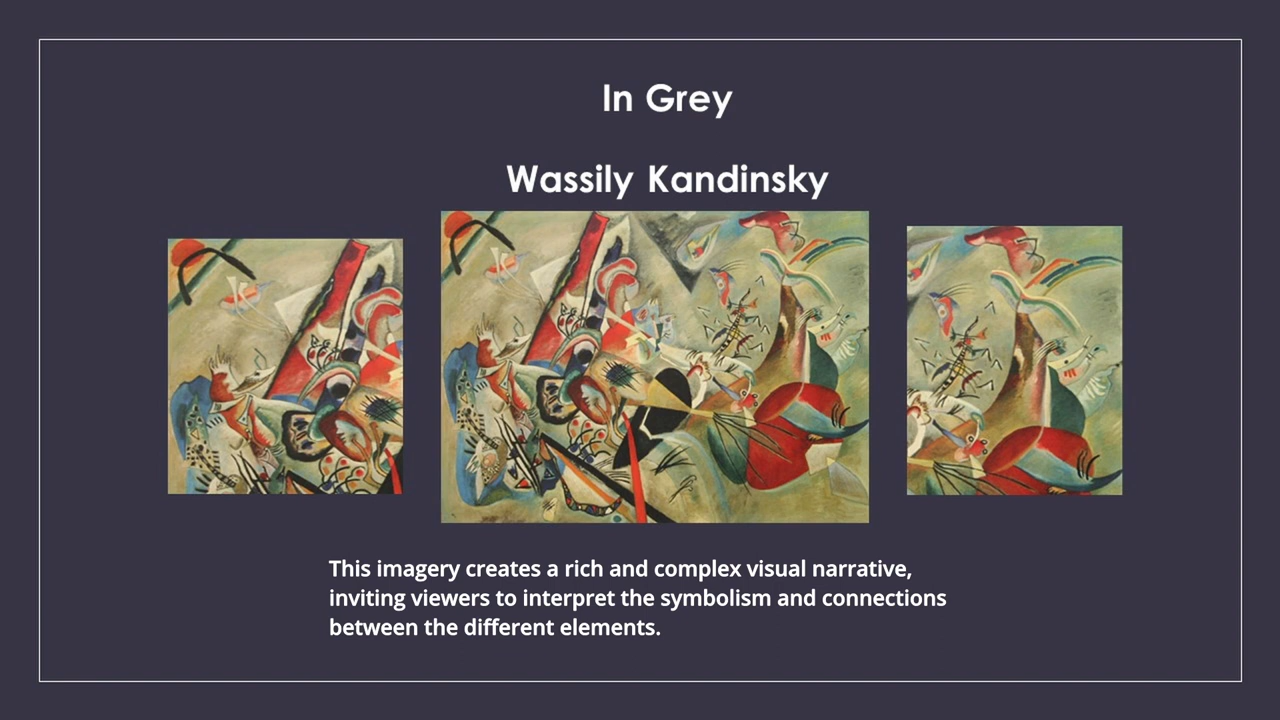 In Grey
Wassily Kandinsky
This imagery creates a rich and complex visual narrative,
inviting viewers to interpret the symbolism and connections
between the different elements.